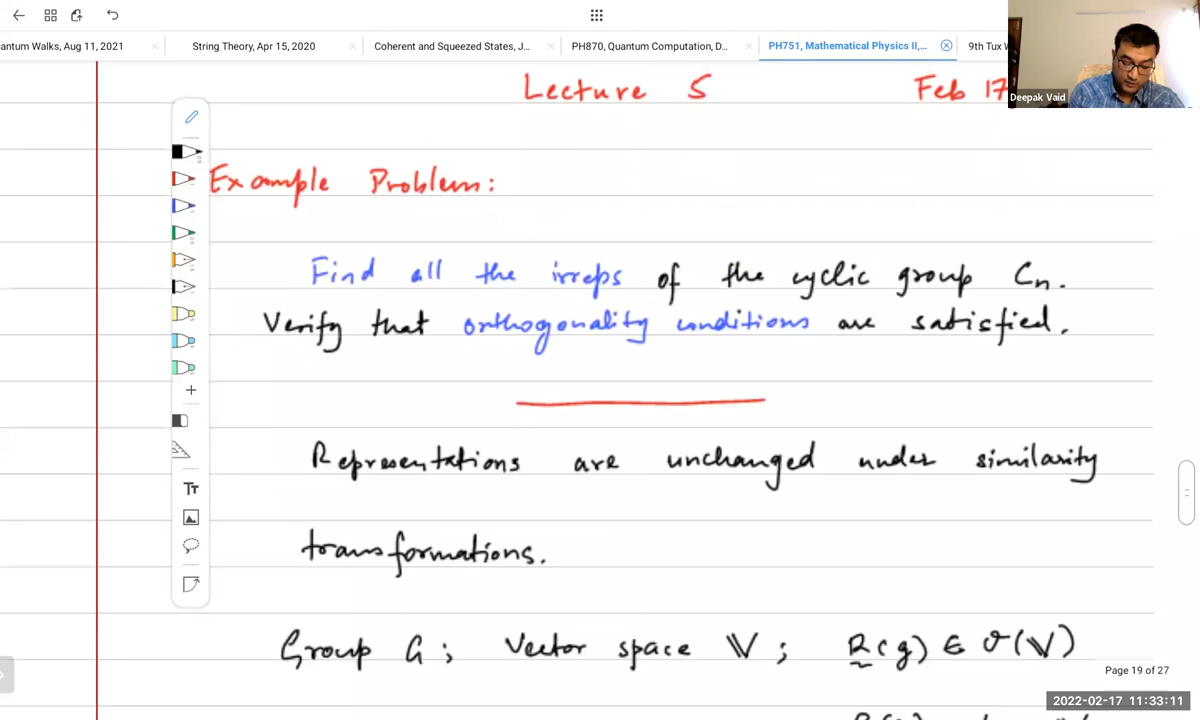 antum Walks, Aug 11, 2021
String Theory, Apr 15, 2020
Coherent and Squeezed States, J...
PH870, Quantum Computation, D...
PH751, Mathematical Physics II,...
9th Tux W
Deepak Vaid
Lecture 5 Feb 17
Example Problem:
Find all the irreps of the cyclic group Cn.
Verify that orthogonality conditions are satisfied.
Representations are unchanged under similarity
transformations.
Group G; Vector space V; R(g) ∈ O(V)
Page 19 of 27
2022-02-17 11:33:11